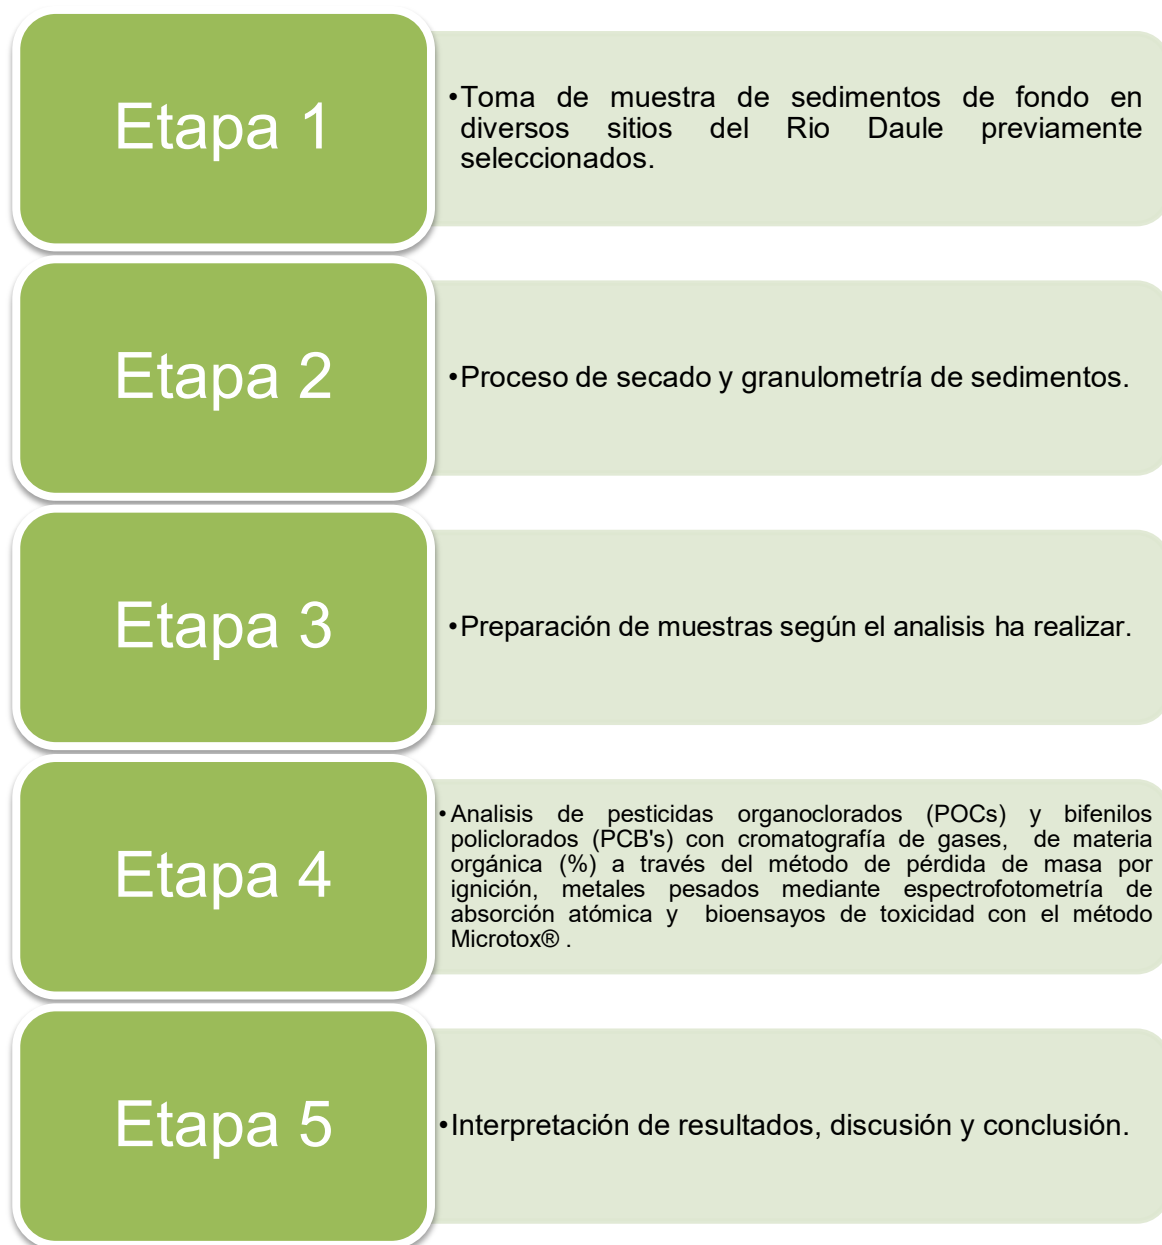 Etapa 1
•Toma de muestra de sedimentos de fondo en
diversos sitios del Rio Daule previamente
seleccionados.
Etapa 2
•Proceso de secado y granulometría de sedimentos.
Etapa 3
•Preparación de muestras según el analisis ha realizar.
Etapa 4
•Analisis de pesticidas organoclorados (POCs) y bifenilos
policlorados (PCB's) con cromatografía de gases, de materia
orgánica (%) a través del método de pérdida de masa por
ignición, metales pesados mediante espectrofotometría de
absorción atómica y bioensayos de toxicidad con el método
Microtox® .
Etapa 5
•Interpretación de resultados, discusión y conclusión.